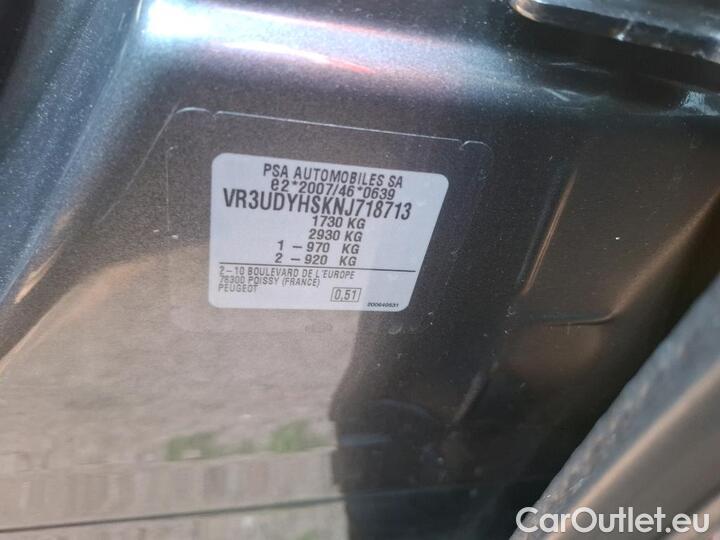 PSA AUTOMOBILES SA
e2*2007/46*0639
VR3UDYHSKNJ718713
1730 KG
2930 KG
1 - 970 KG
2 - 920 KG
2-10 BOULEVARD DE L'EUROPE
78300 POISSY (FRANCE)
PEUGEOT
0,51
200640531
CarOutlet.eu